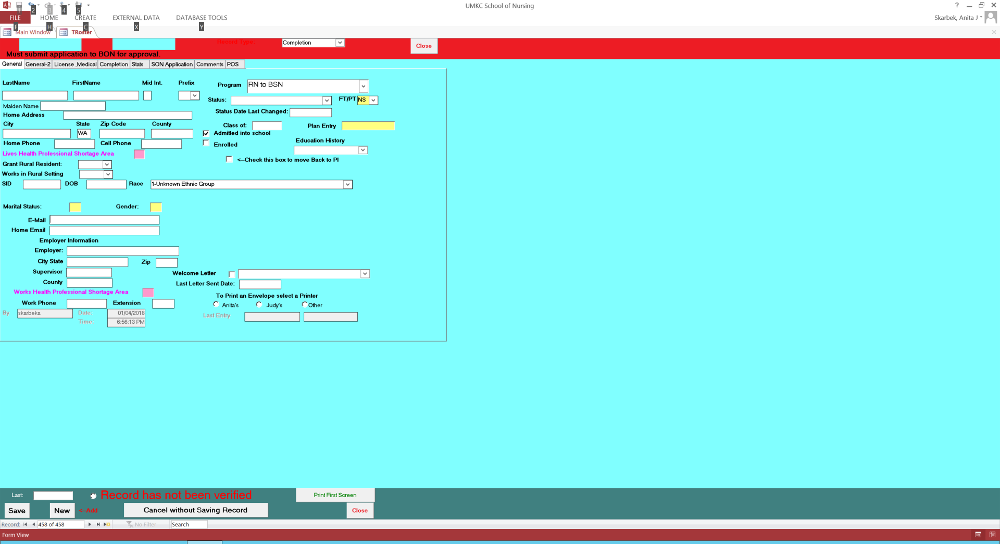 UMKC School of Nursing
?
1 2 3 4 5
FILE HOME CREATE EXTERNAL DATA DATABASE TOOLS
Skarbek, Anita J
F H C X Y
Main Window TRoster
Record Type: Completion
Close
Must submit application to BON for approval.
General General-2 License_Medical Completion Stats SON Application Comments POS
LastName FirstName Mid Int. Prefix
Program RN to BSN
Status: FT/PT NS
Maiden Name
Status Date Last Changed:
Home Address
City State Zip Code County
Class of: Plan Entry
WA
Admitted into school
Home Phone Cell Phone
Enrolled
Education History
Lives Health Professional Shortage Area
<--Check this box to move Back to PI
Grant Rural Resident:
Works in Rural Setting
SID DOB Race 1-Unknown Ethnic Group
Marital Status: Gender:
E-Mail
Home Email
Employer Information
Employer:
City State Zip
Supervisor
Welcome Letter
County
Last Letter Sent Date:
Works Health Professional Shortage Area
To Print an Envelope select a Printer
Work Phone Extension
Anita's Judy's Other
By skarbeka Date: 01/04/2018
Last Entry
Time: 6:56:13 PM
Last: Record has not been verified Print First Screen
Save New <--Add Cancel without Saving Record Close
Record: 458 of 458 No Filter Search
Form View